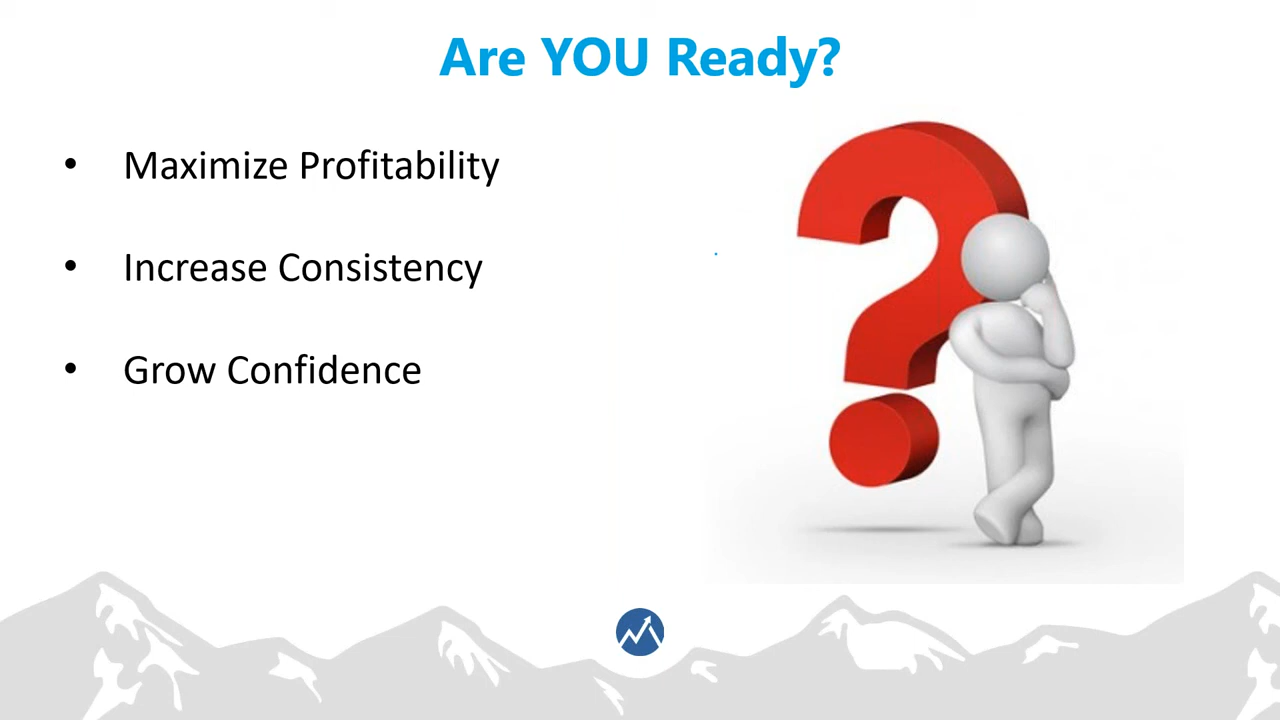 Are YOU Ready?
• Maximize Profitability
• Increase Consistency
• Grow Confidence
?